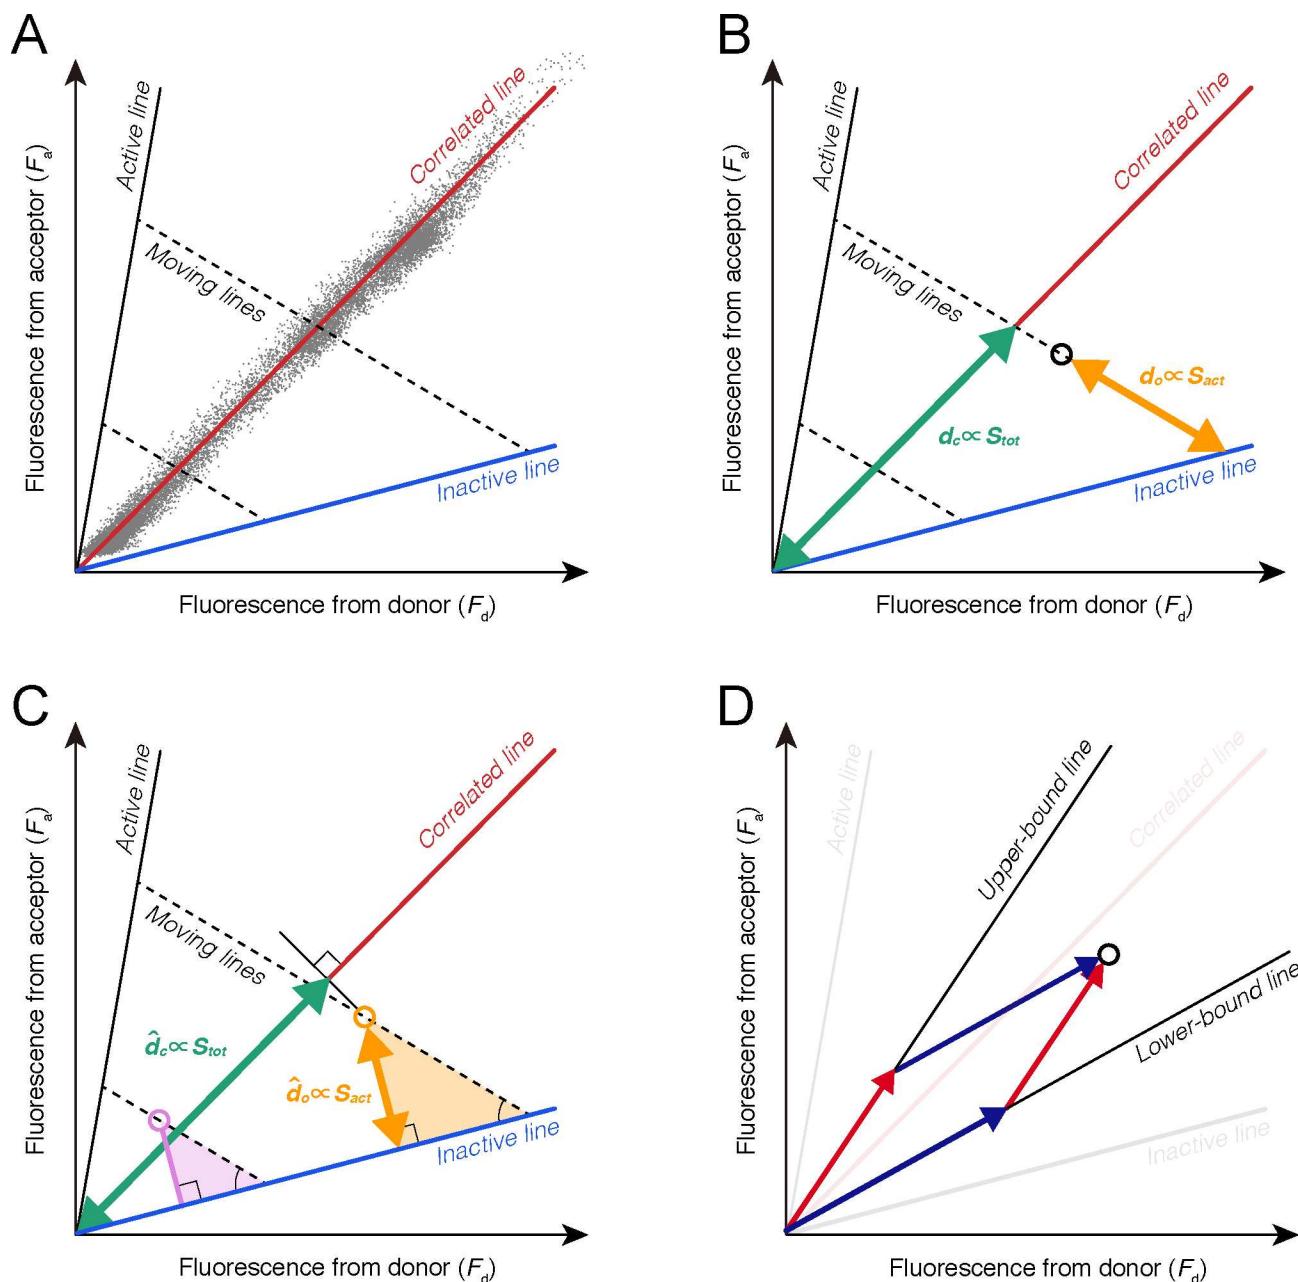 A
Fluorescence from acceptor (Fa)
Active line
Correlated line
Moving lines
Inactive line
Fluorescence from donor (Fd)
B
Fluorescence from acceptor (Fa)
Active line
Correlated line
Moving lines
do∝Sact
dc∝Stot
Inactive line
Fluorescence from donor (Fd)
C
Fluorescence from acceptor (Fa)
Active line
Correlated line
Moving lines
d̂c∝Stot
d̂o∝Sact
Inactive line
Fluorescence from donor (Fd)
D
Fluorescence from acceptor (Fa)
Active line
Upper-bound line
Correlated line
Lower-bound line
Inactive line
Fluorescence from donor (Fd)